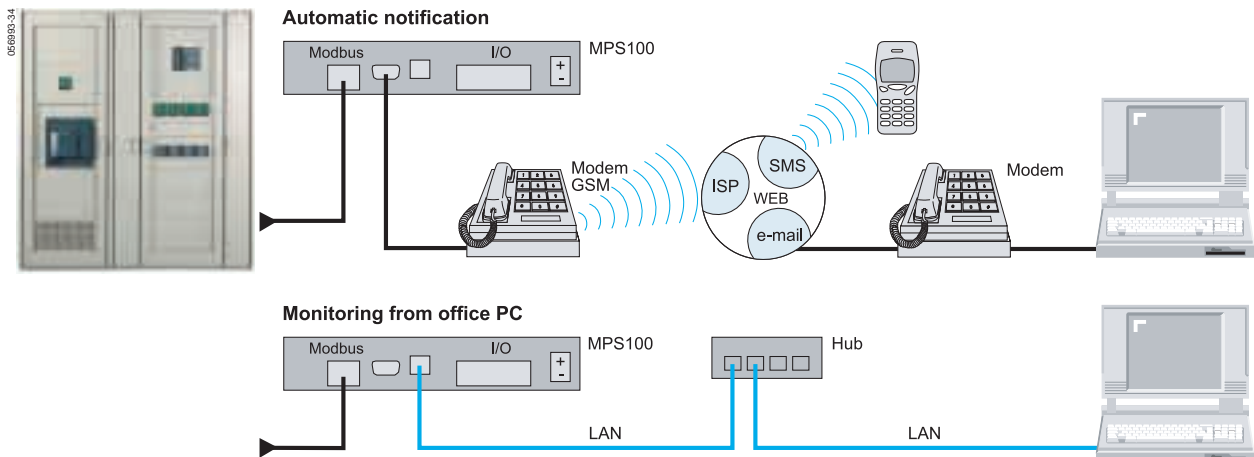 056993-34
Automatic notification
Modbus
I/O
MPS100
+
-
Modem
GSM
ISP
SMS
WEB
e-mail
Modem
Monitoring from office PC
Modbus
I/O
MPS100
+
-
Hub
LAN
LAN